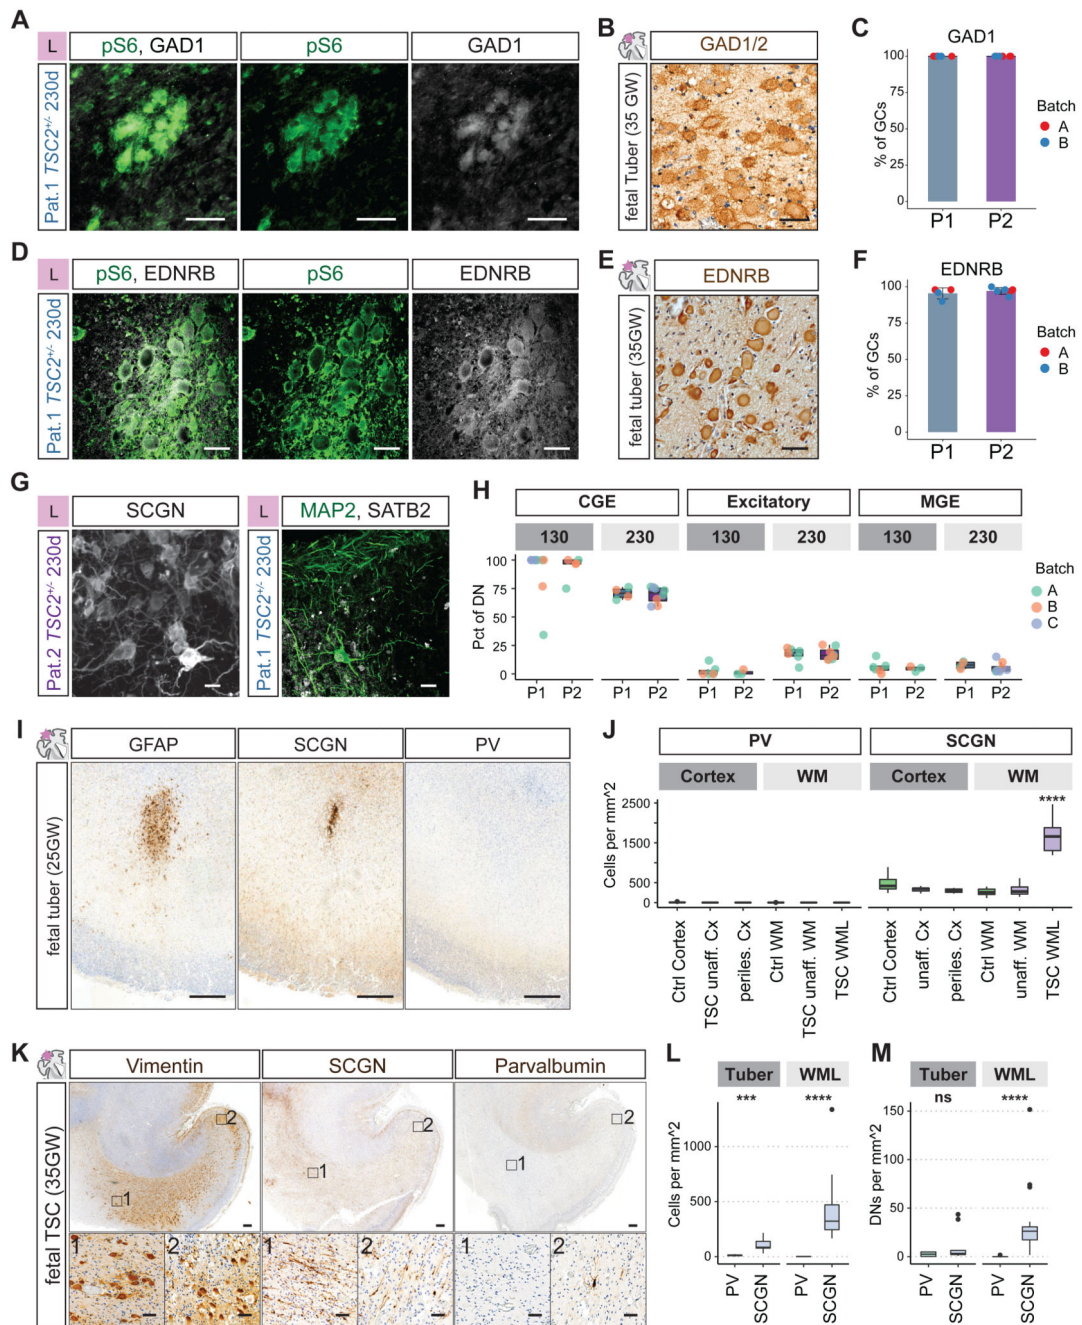 A
L
pS6, GAD1
pS6
GAD1
Pat.1 TSC2+/- 230d
B
GAD1/2
fetal Tuber (35 GW)
C
GAD1
100
75
50
25
0
% of GCs
P1
P2
Batch
A
B
D
L
pS6, EDNRB
pS6
EDNRB
Pat.1 TSC2+/- 230d
E
EDNRB
fetal tuber (35GW)
F
EDNRB
100
75
50
25
0
% of GCs
P1
P2
Batch
A
B
G
L
SCGN
Pat.2 TSC2+/- 230d
L
MAP2, SATB2
Pat.1 TSC2+/- 230d
H
CGE
Excitatory
MGE
130
230
130
230
130
230
100
75
50
25
0
Pct of DN
P1
P2
P1
P2
P1
P2
P1
P2
P1
P2
P1
P2
Batch
A
B
C
I
GFAP
SCGN
PV
fetal tuber (25GW)
J
PV
SCGN
Cortex
WM
Cortex
WM
Cells per mm^2
2500
1500
500
0
****
Ctrl Cortex
TSC unaff. Cx
periles. Cx
Ctrl WM
TSC unaff. WM
TSC WML
Ctrl Cortex
unaff. Cx
periles. Cx
Ctrl WM
unaff. WM
TSC WML
K
Vimentin
SCGN
Parvalbumin
fetal TSC (35GW)
2
1
2
1
2
1
1
2
1
2
1
2
L
Tuber
WML
***
****
Cells per mm^2
1000
500
0
PV
SCGN
PV
SCGN
M
Tuber
WML
ns
****
DNs per mm^2
150
100
50
0
PV
SCGN
PV
SCGN